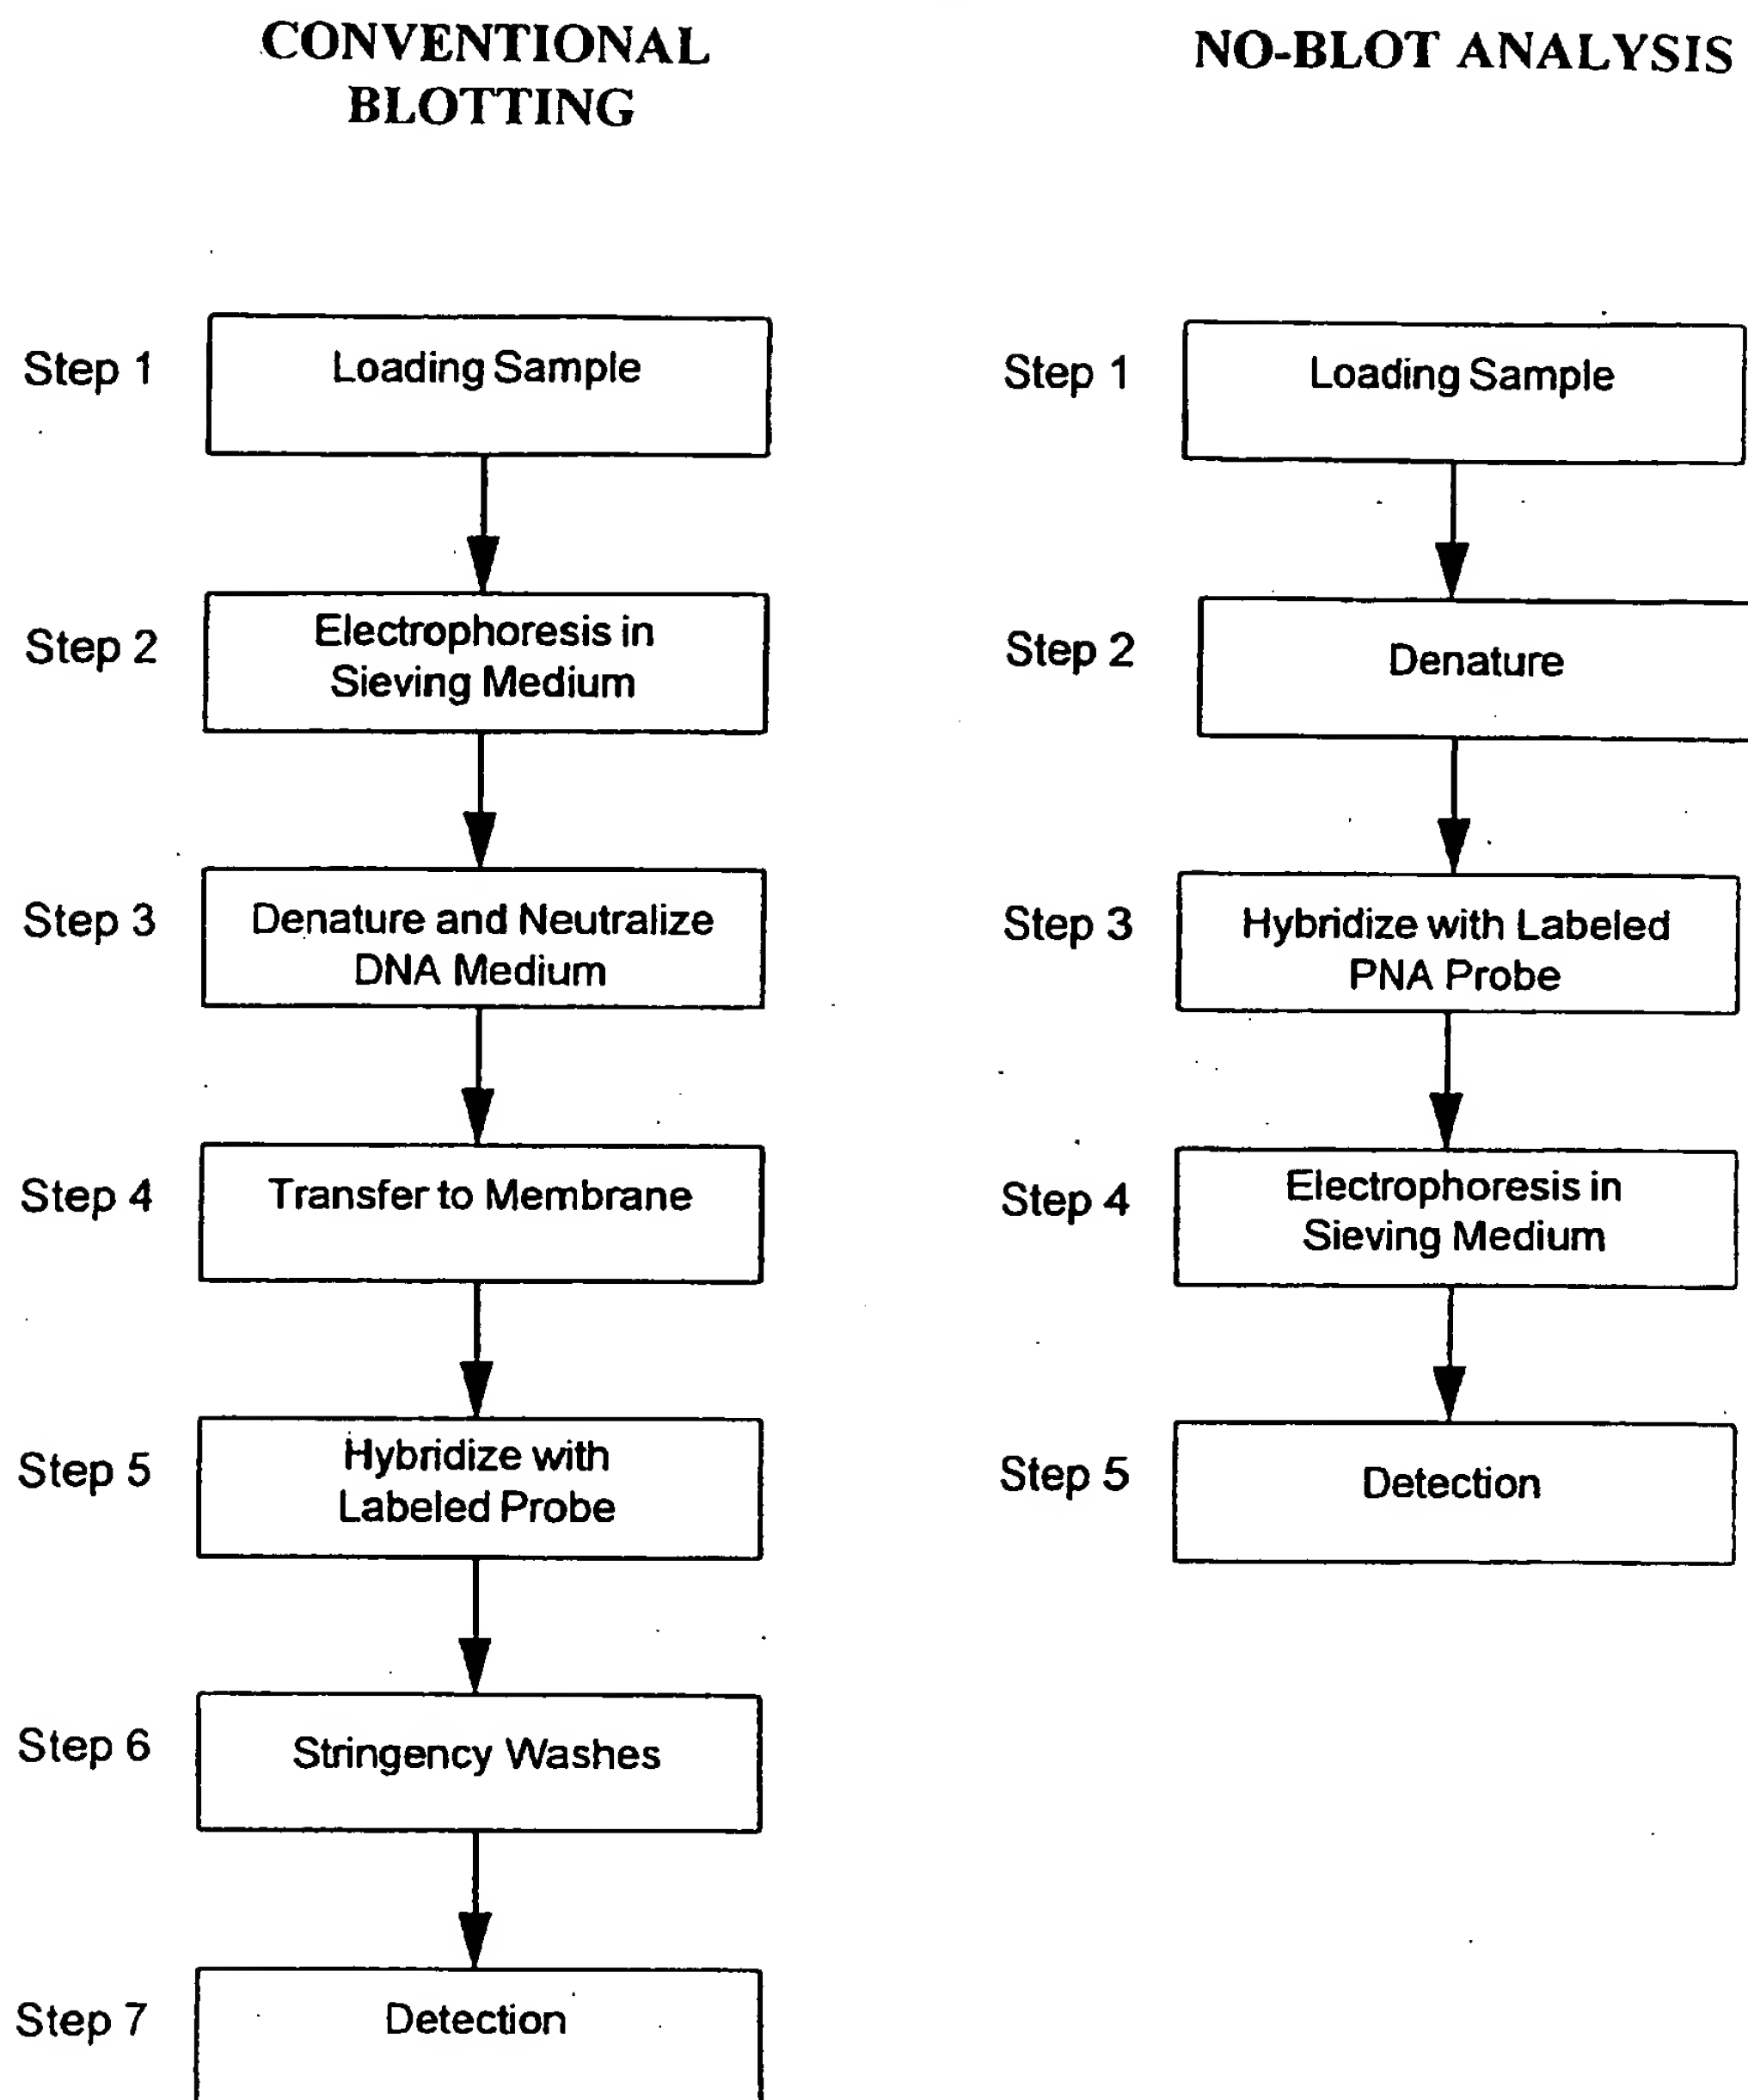 CONVENTIONAL
BLOTTING
Step 1
Loading Sample
Step 2
Electrophoresis in
Sieving Medium
Step 3
Denature and Neutralize
DNA Medium
Step 4
Transfer to Membrane
Step 5
Hybridize with
Labeled Probe
Step 6
Stringency Washes
Step 7
Detection
NO-BLOT ANALYSIS
Step 1
Loading Sample
Step 2
Denature
Step 3
Hybridize with Labeled
PNA Probe
Step 4
Electrophoresis in
Sieving Medium
Step 5
Detection